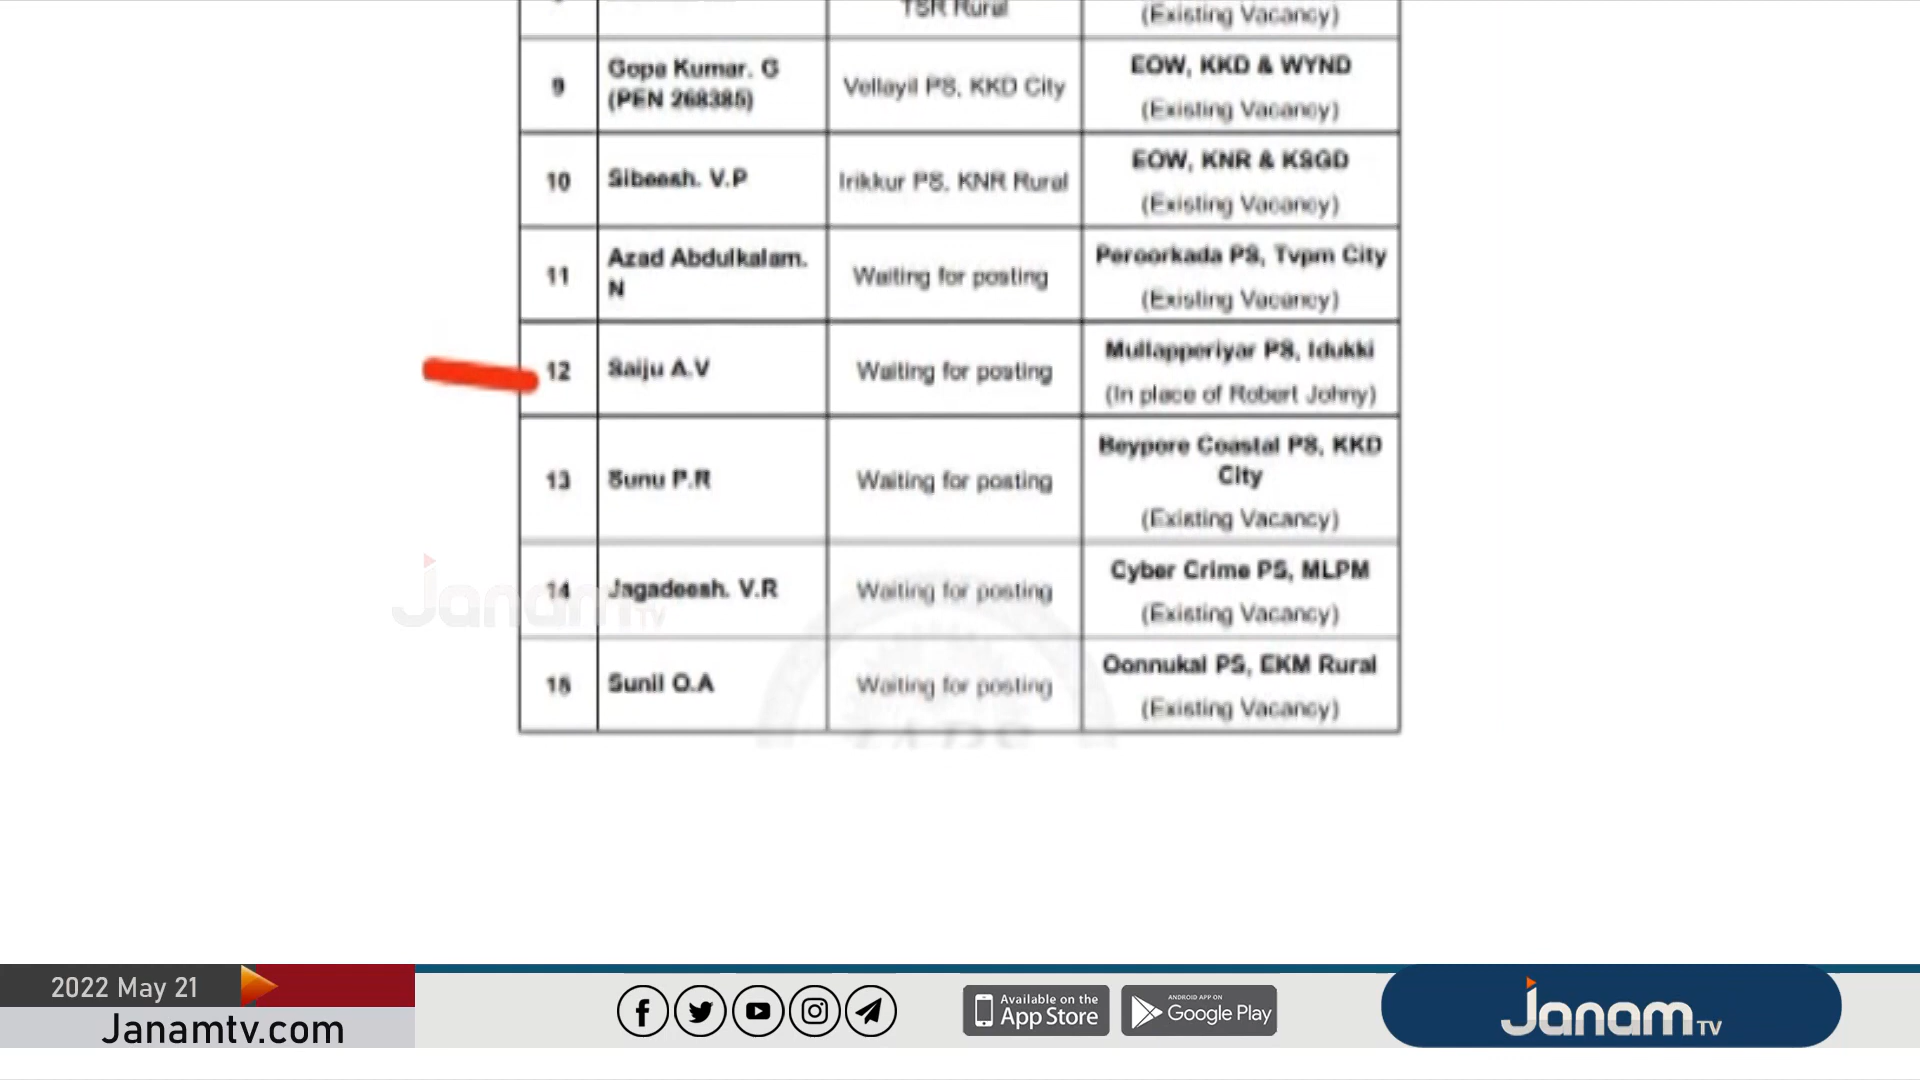 TSR Rural
(Existing Vacancy)
9
Gopa Kumar. G
(PEN 268385)
Vellayil PS, KKD City
EOW, KKD & WYND
(Existing Vacancy)
10
Sibeesh. V.P
Irikkur PS, KNR Rural
EOW, KNR & KSGD
(Existing Vacancy)
11
Azad Abdulkalam.
N
Waiting for posting
Peroorkada PS, Tvpm City
(Existing Vacancy)
12
Saiju A.V
Waiting for posting
Mullapperiyar PS, Idukki
(In place of Robert Johny)
13
Sunu P.R
Waiting for posting
Beypore Coastal PS, KKD
City
(Existing Vacancy)
14
Jagadeesh. V.R
Waiting for posting
Cyber Crime PS, MLPM
(Existing Vacancy)
15
Sunil O.A
Waiting for posting
Oonnukal PS, EKM Rural
(Existing Vacancy)
Janam TV
2022 May 21
Janamtv.com
Available on the
App Store
ANDROID APP ON
Google Play
Janam TV